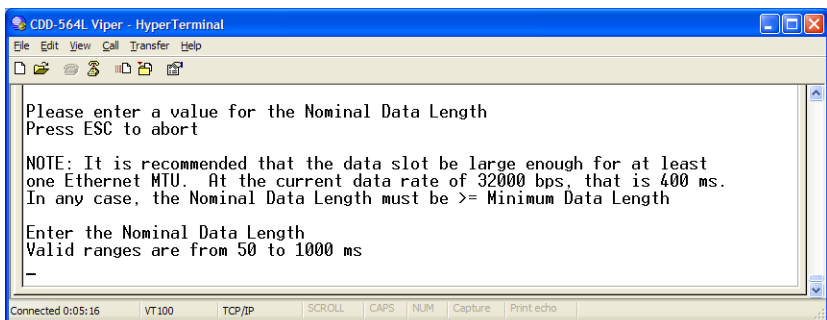 CDD-564L Viper - HyperTerminal
File Edit View Call Transfer Help
Please enter a value for the Nominal Data Length
Press ESC to abort
NOTE: It is recommended that the data slot be large enough for at least
one Ethernet MTU.  At the current data rate of 32000 bps, that is 400 ms.
In any case, the Nominal Data Length must be >= Minimum Data Length
Enter the Nominal Data Length
Valid ranges are from 50 to 1000 ms
_
Connected 0:05:16 VT100 TCP/IP SCROLL CAPS NUM Capture Print echo